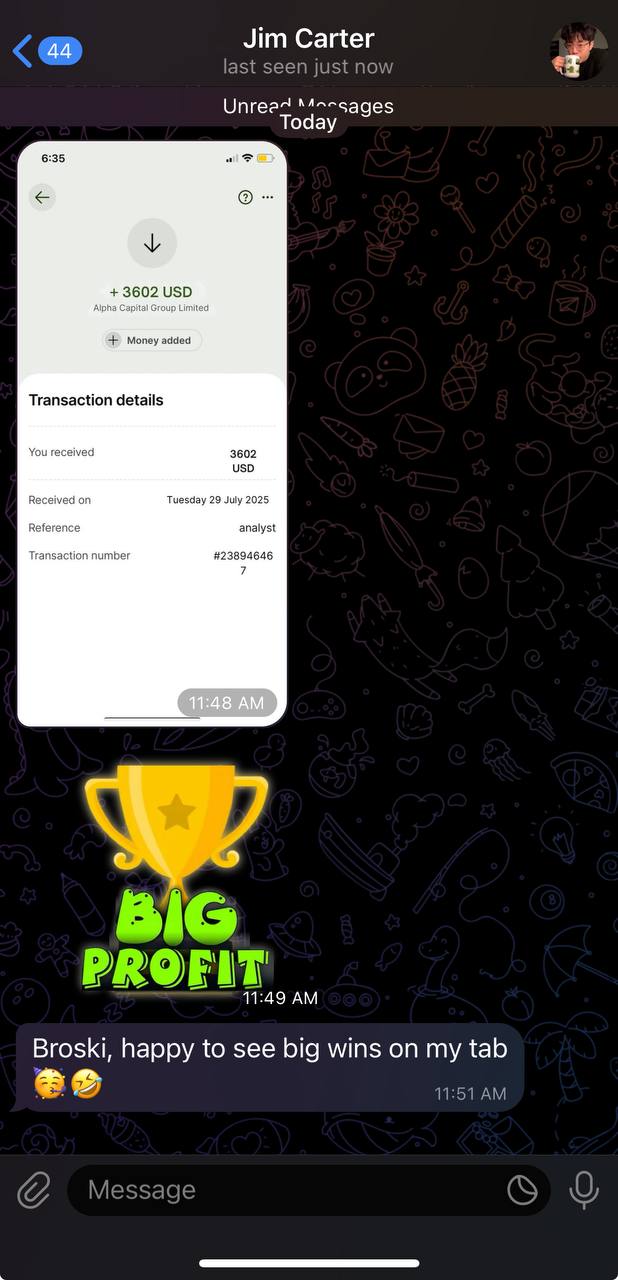 44
Jim Carter
last seen just now
Unread Messages
Today
6:35
+ 3602 USD
Alpha Capital Group Limited
Money added
Transaction details
You received
3602
USD
Received on
Tuesday 29 July 2025
Reference
analyst
Transaction number
#23894646
7
11:48 AM
BIG
PROFIT
11:49 AM
Broski, happy to see big wins on my tab
🥳🤣
11:51 AM
Message